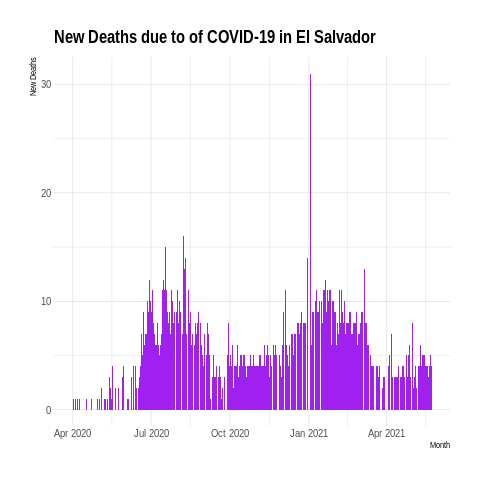 New Deaths due to of COVID-19 in El Salvador
New Deaths
30
20
10
0
Apr 2020 Jul 2020 Oct 2020 Jan 2021 Apr 2021
Month